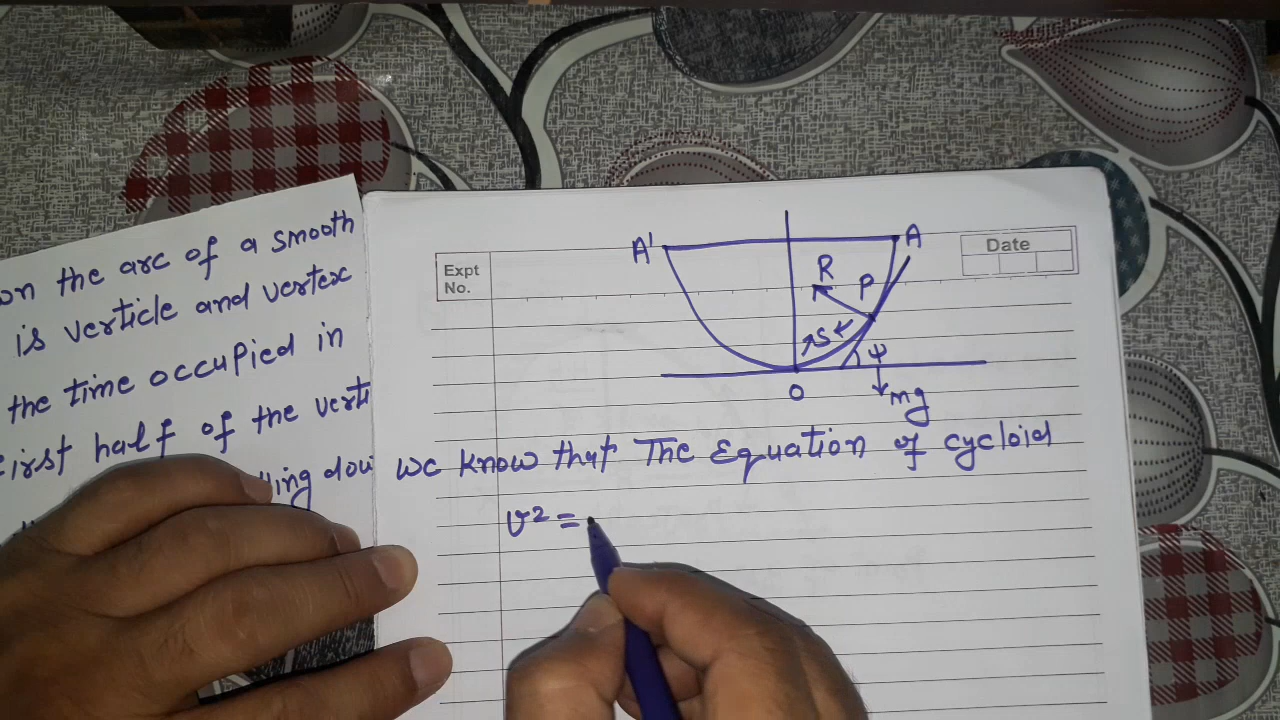 on the arc of a smooth
is verticle and vertex
the time occupied in
first half of the verti
lling dow
Expt
No.
Date
A'
A
R
P
S
ψ
O
mg
we know that The Equation of cycloid
v² =